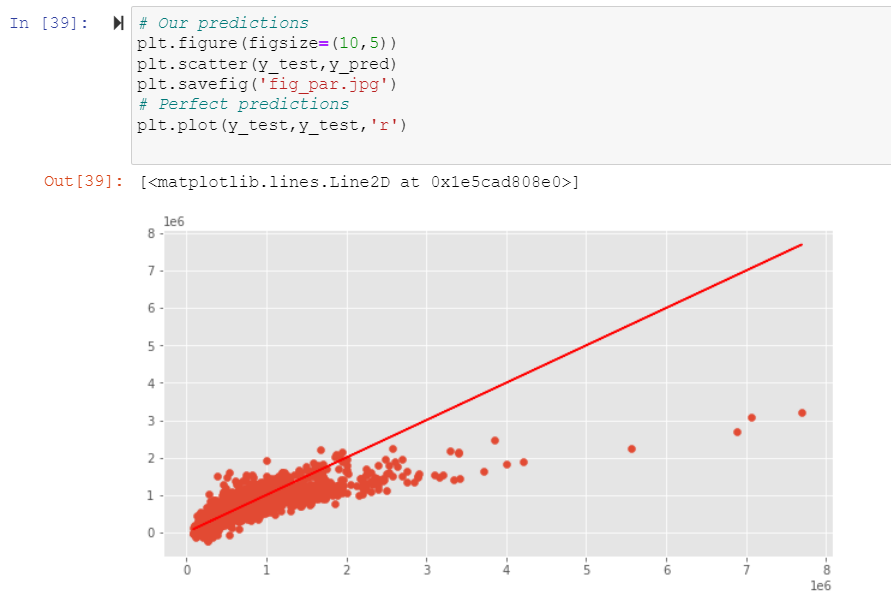 In [39]:
# Our predictions
plt.figure(figsize=(10,5))
plt.scatter(y_test,y_pred)
plt.savefig('fig_par.jpg')
# Perfect predictions
plt.plot(y_test,y_test,'r')
Out[39]: [<matplotlib.lines.Line2D at 0x1e5cad808e0>]
1e6
8
7
6
5
4
3
2
1
0
0 1 2 3 4 5 6 7 8
1e6